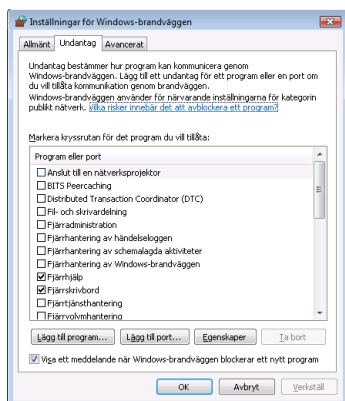 Inställningar för Windows-brandväggen
Allmänt Undantag Avancerat
Undantag bestämmer hur program kan kommunicera genom
Windows-brandväggen. Lägg till ett undantag för ett program eller en port om
du vill tillåta kommunikation genom brandväggen.
Windows-brandväggen använder för närvarande inställningarna för kategorin
publikt nätverk. Vilka risker innebär det att avblockera ett program?
Markera kryssrutan för det program du vill tillåta:
Program eller port
Anslut till en nätverksprojektor
BITS Peercaching
Distributed Transaction Coordinator (DTC)
Fil- och skrivardelning
Fjärradministration
Fjärrhantering av händelseloggen
Fjärrhantering av schemalagda aktiviteter
Fjärrhantering av Windows-brandväggen
Fjärrhjälp
Fjärrskrivbord
Fjärrtjänsthantering
Fjärrvolymhantering
Lägg till program... Lägg till port... Egenskaper Ta bort
Visa ett meddelande när Windows-brandväggen blockerar ett nytt program
OK Avbryt Verkställ